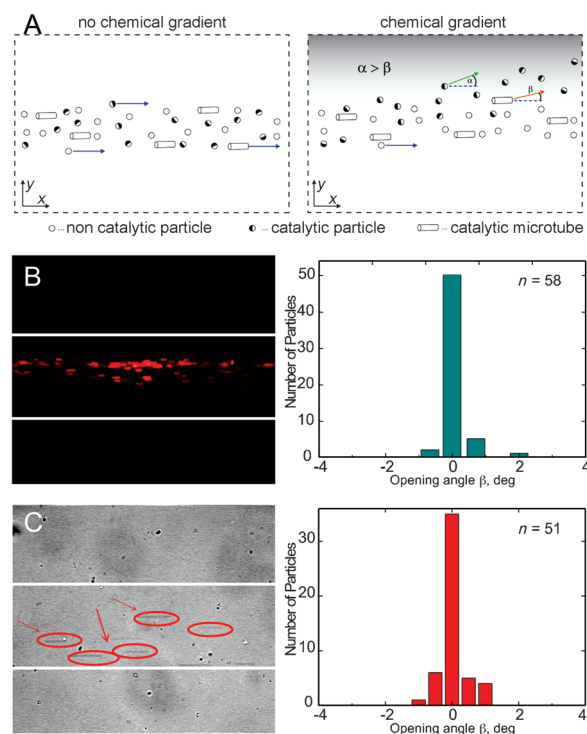 A
no chemical gradient
chemical gradient
α > β
α
β
y
x
y
x
non catalytic particle
catalytic particle
catalytic microtube
B
n = 58
Number of Particles
50
40
30
20
10
0
-4 -2 0 2 4
Opening angle β, deg
C
n = 51
Number of Particles
30
20
10
0
-4 -2 0 2 4
Opening angle β, deg